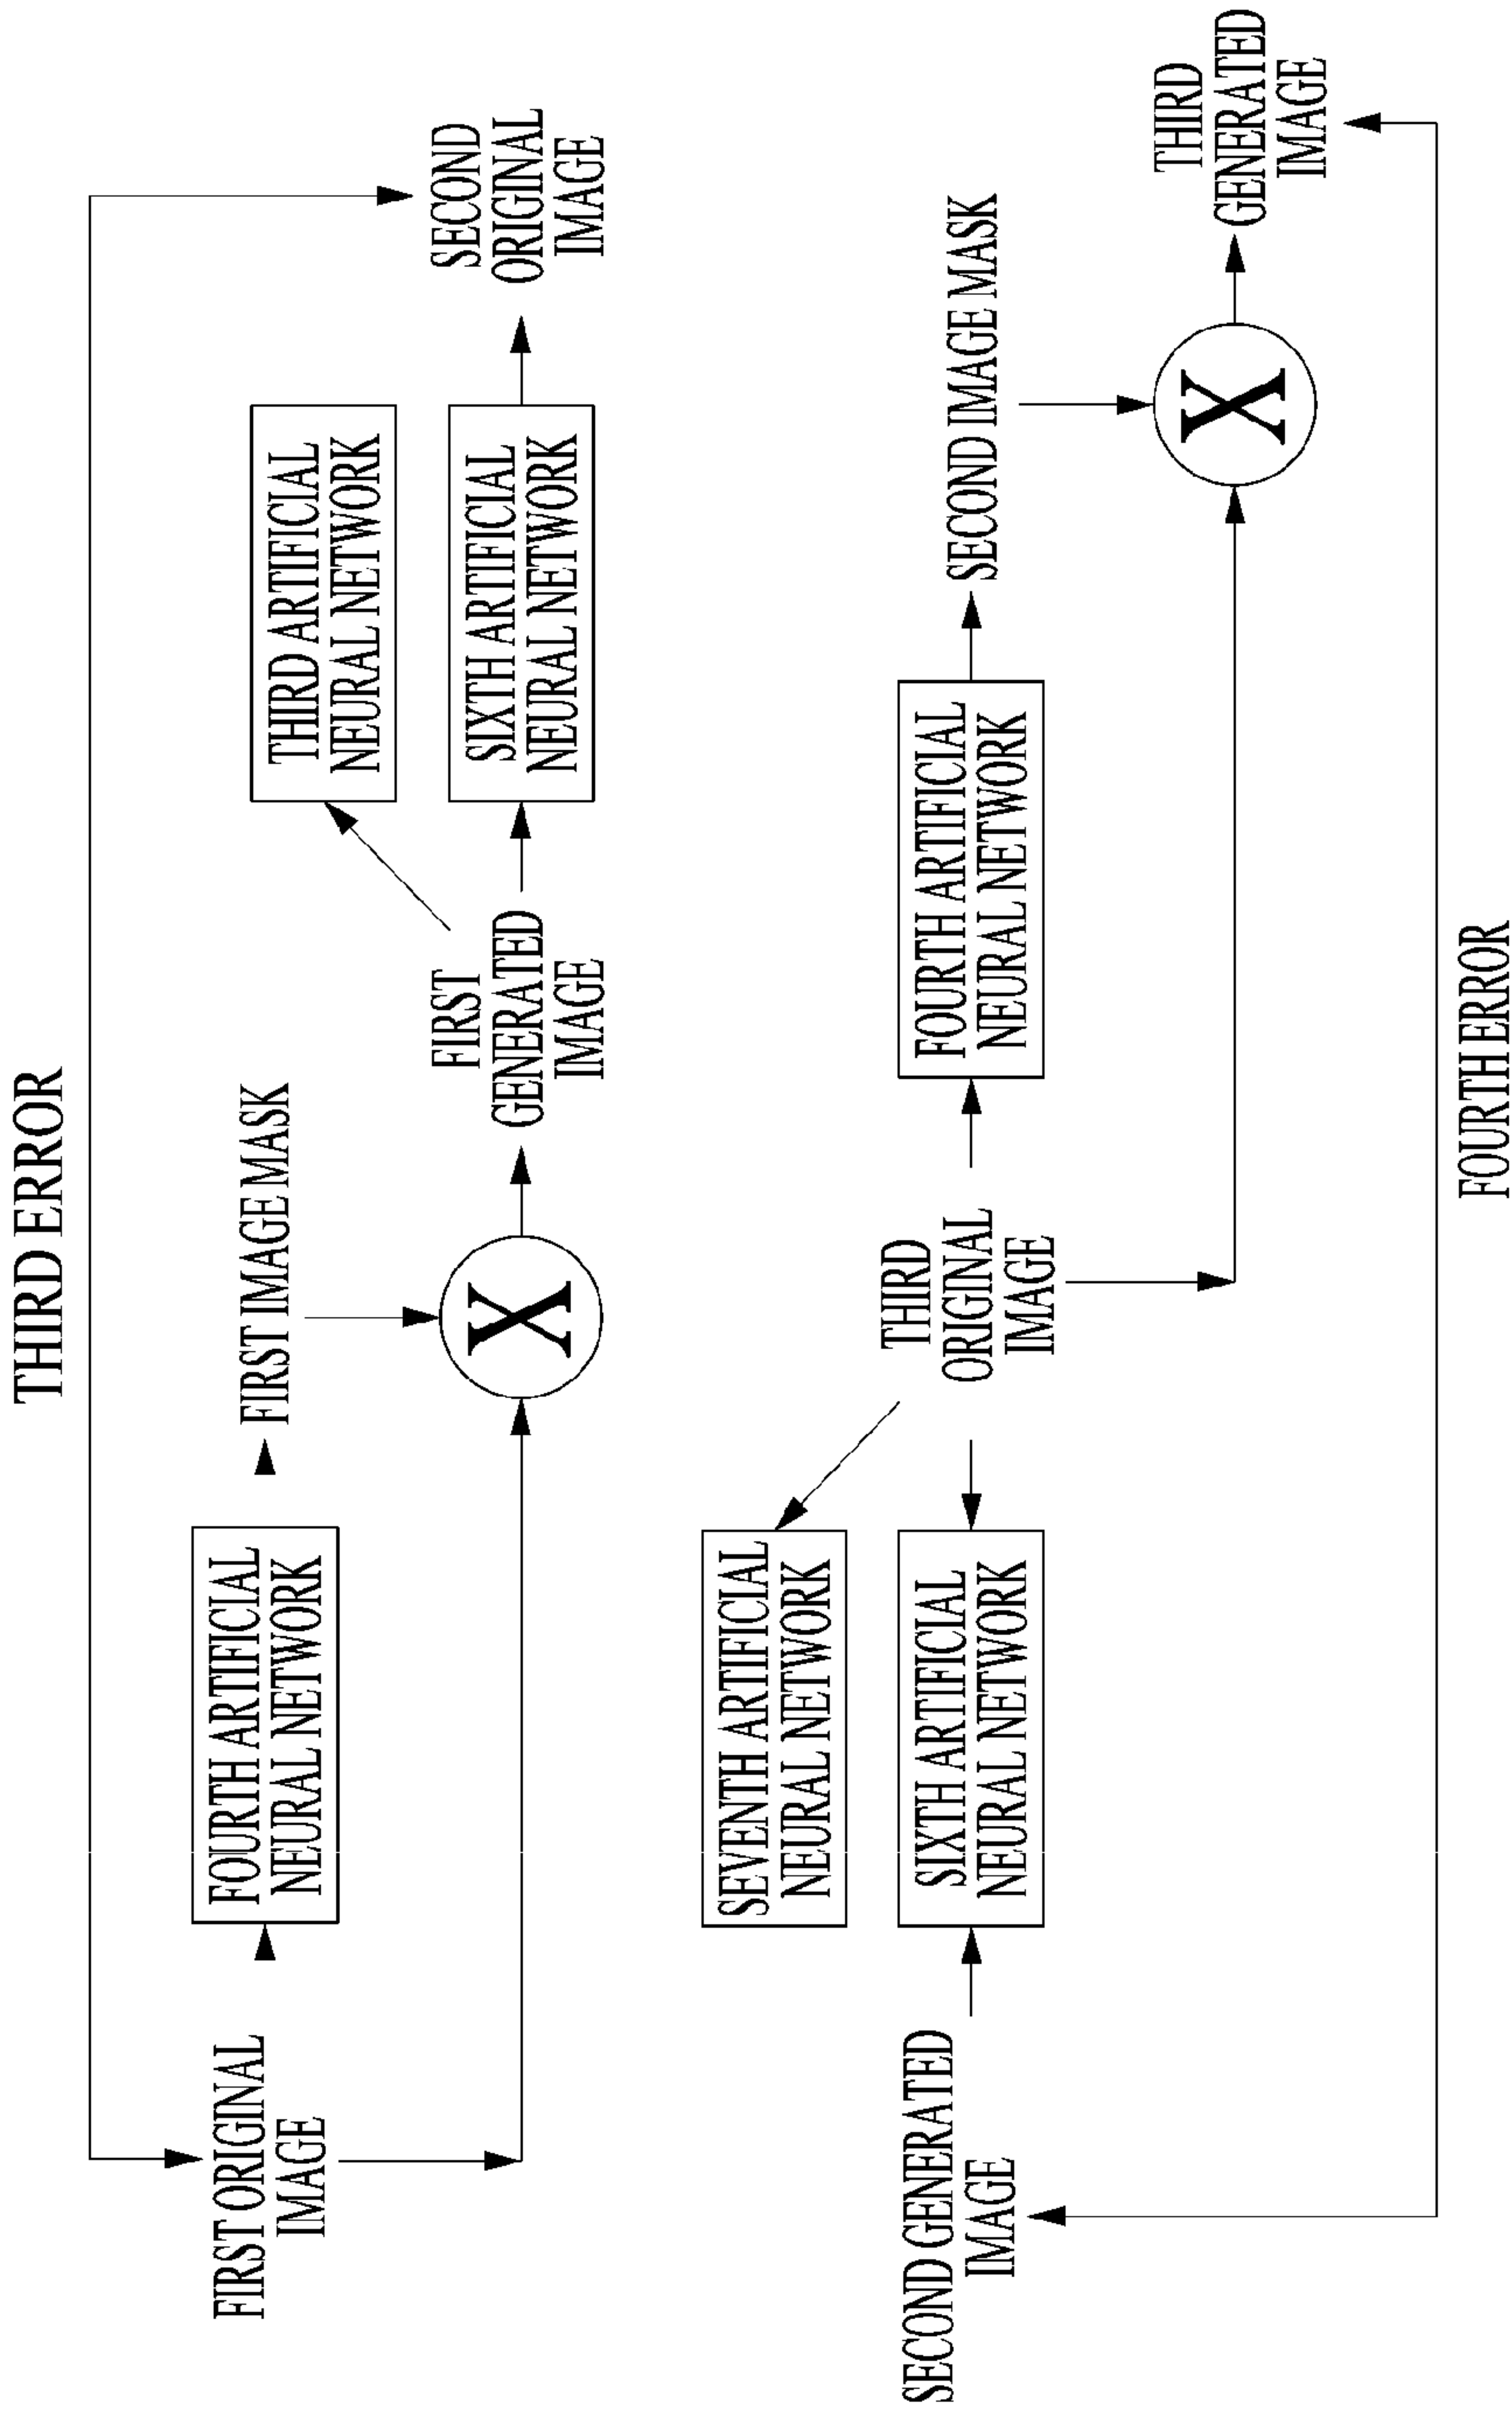 THIRD ERROR
FIRST ORIGINAL
IMAGE
FOURTH ARTIFICIAL
NEURAL NETWORK
FIRST IMAGE MASK
X
FIRST
GENERATED
IMAGE
THIRD ARTIFICIAL
NEURAL NETWORK
SIXTH ARTIFICIAL
NEURAL NETWORK
SECOND
ORIGINAL
IMAGE
SECOND GENERATED
IMAGE
SEVENTH ARTIFICIAL
NEURAL NETWORK
SIXTH ARTIFICIAL
NEURAL NETWORK
THIRD
ORIGINAL
IMAGE
FOURTH ARTIFICIAL
NEURAL NETWORK
SECOND IMAGE MASK
X
THIRD
GENERATED
IMAGE
FOURTH ERROR